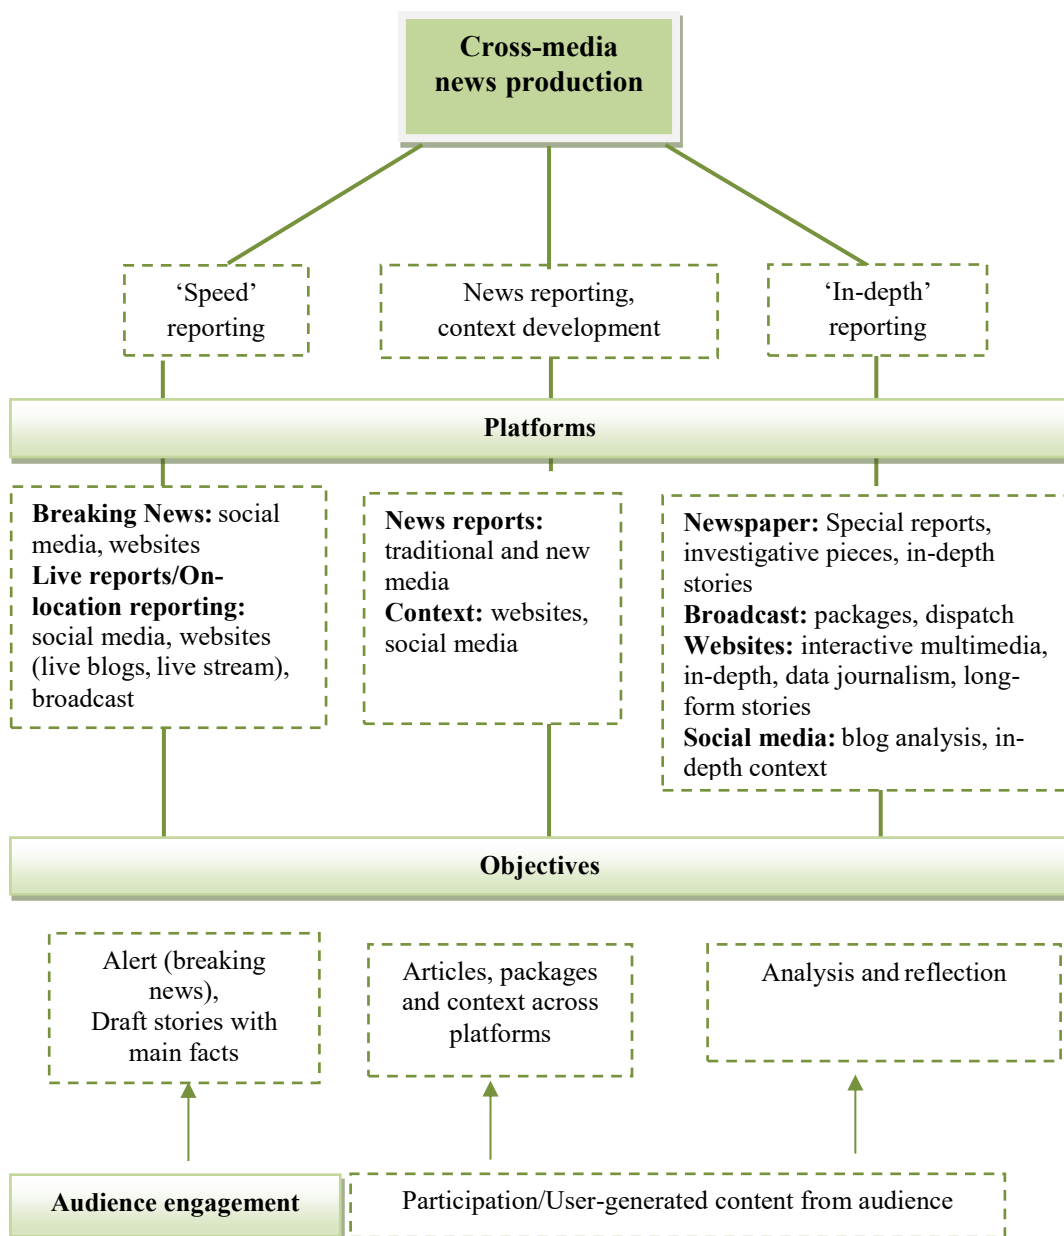 Cross-media
news production
‘Speed’
reporting
News reporting,
context development
‘In-depth’
reporting
Platforms
Breaking News: social
media, websites
Live reports/On-
location reporting:
social media, websites
(live blogs, live stream),
broadcast
News reports:
traditional and new
media
Context: websites,
social media
Newspaper: Special reports,
investigative pieces, in-depth
stories
Broadcast: packages, dispatch
Websites: interactive multimedia,
in-depth, data journalism, long-
form stories
Social media: blog analysis, in-
depth context
Objectives
Alert (breaking
news),
Draft stories with
main facts
Articles, packages
and context across
platforms
Analysis and reflection
Audience engagement
Participation/User-generated content from audience